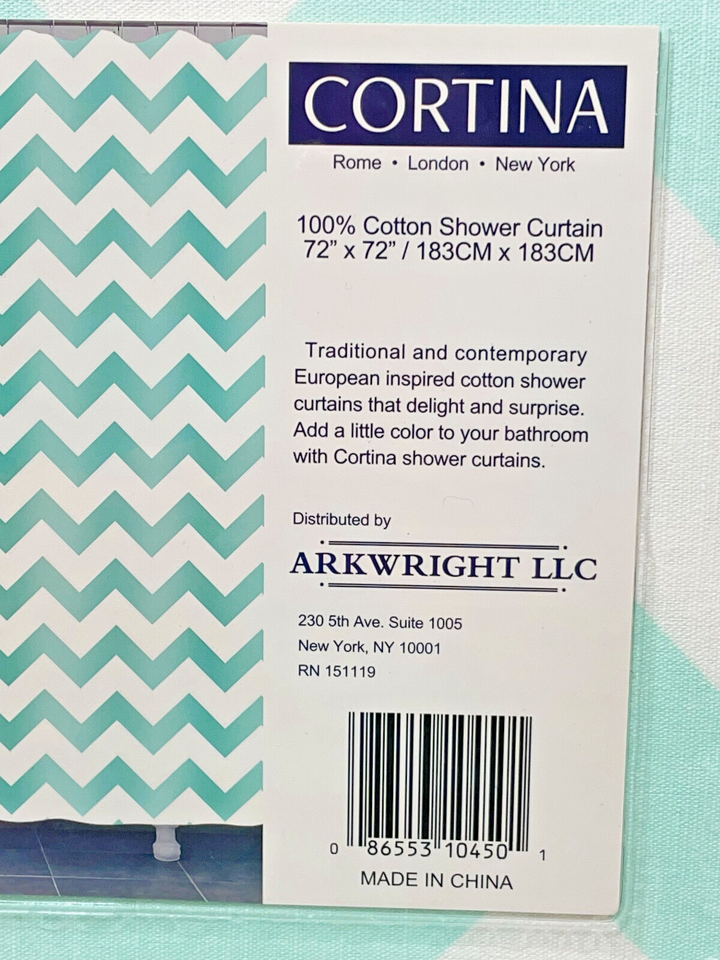 CORTINA
Rome • London • New York
100% Cotton Shower Curtain
72” x 72” / 183CM x 183CM
Traditional and contemporary
European inspired cotton shower
curtains that delight and surprise.
Add a little color to your bathroom
with Cortina shower curtains.
Distributed by
ARKWRIGHT LLC
230 5th Ave. Suite 1005
New York, NY 10001
RN 151119
0 86553 10450 1
MADE IN CHINA